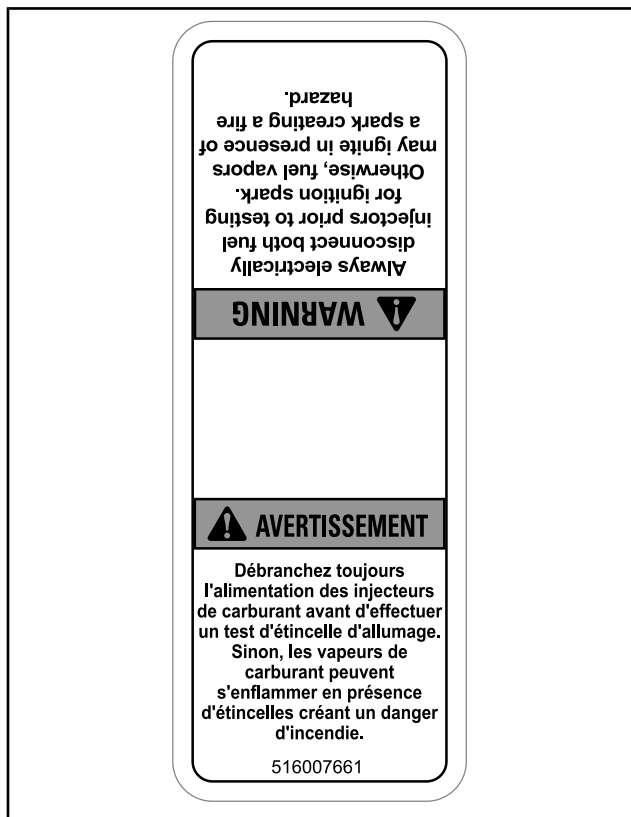 WARNING
Always electrically
disconnect both fuel
injectors prior to testing
for ignition spark.
Otherwise, fuel vapors
may ignite in presence of
a spark creating a fire
hazard.
AVERTISSEMENT
Débranchez toujours
l'alimentation des injecteurs
de carburant avant d'effectuer
un test d'étincelle d'allumage.
Sinon, les vapeurs de
carburant peuvent
s'enflammer en présence
d'étincelles créant un danger
d'incendie.
516007661